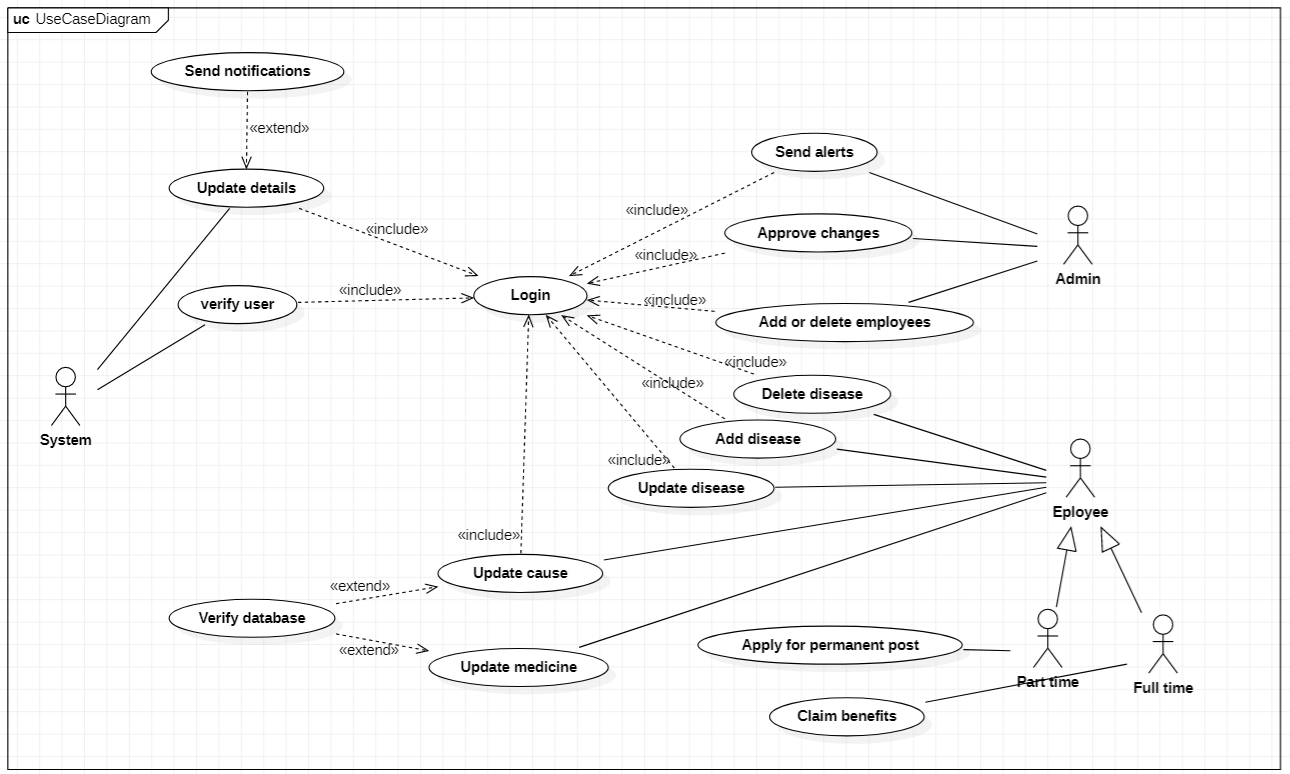 uc UseCaseDiagram
Send notifications
«extend»
Send alerts
Update details
«include»
«include»
Approve changes
«include»
Admin
verify user
«include»
Login
«include»
Add or delete employees
«include»
«include»
Delete disease
System
Add disease
«include»
Update disease
Eployee
«include»
Update cause
«extend»
Verify database
«extend»
Update medicine
Apply for permanent post
Part time
Full time
Claim benefits